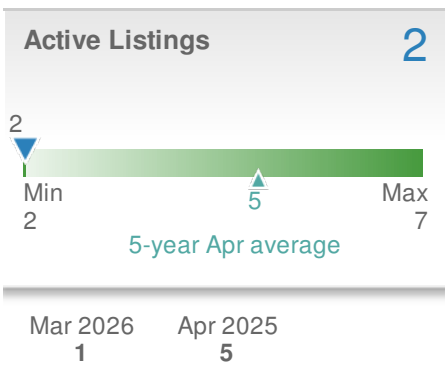 Active Listings 2
2
Min 5 Max
2 7
5-year Apr average
Mar 2026 Apr 2025
1 5